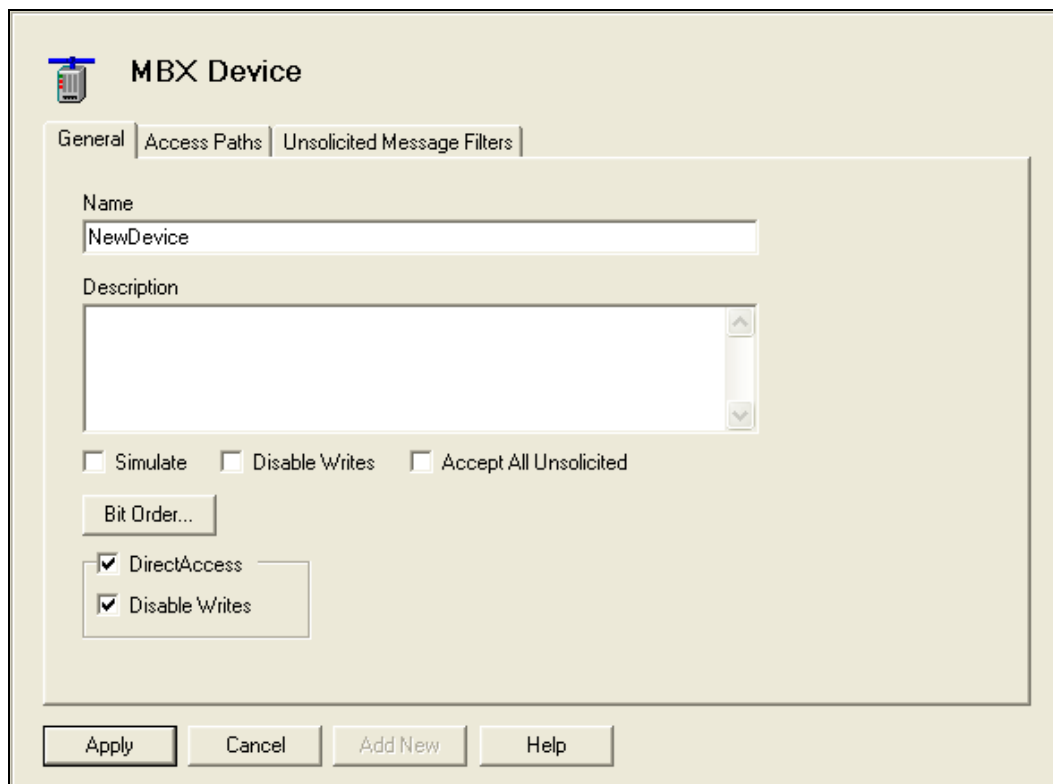 MBX Device
General Access Paths Unsolicited Message Filters
Name
NewDevice
Description
Simulate Disable Writes Accept All Unsolicited
Bit Order...
DirectAccess
Disable Writes
Apply Cancel Add New Help